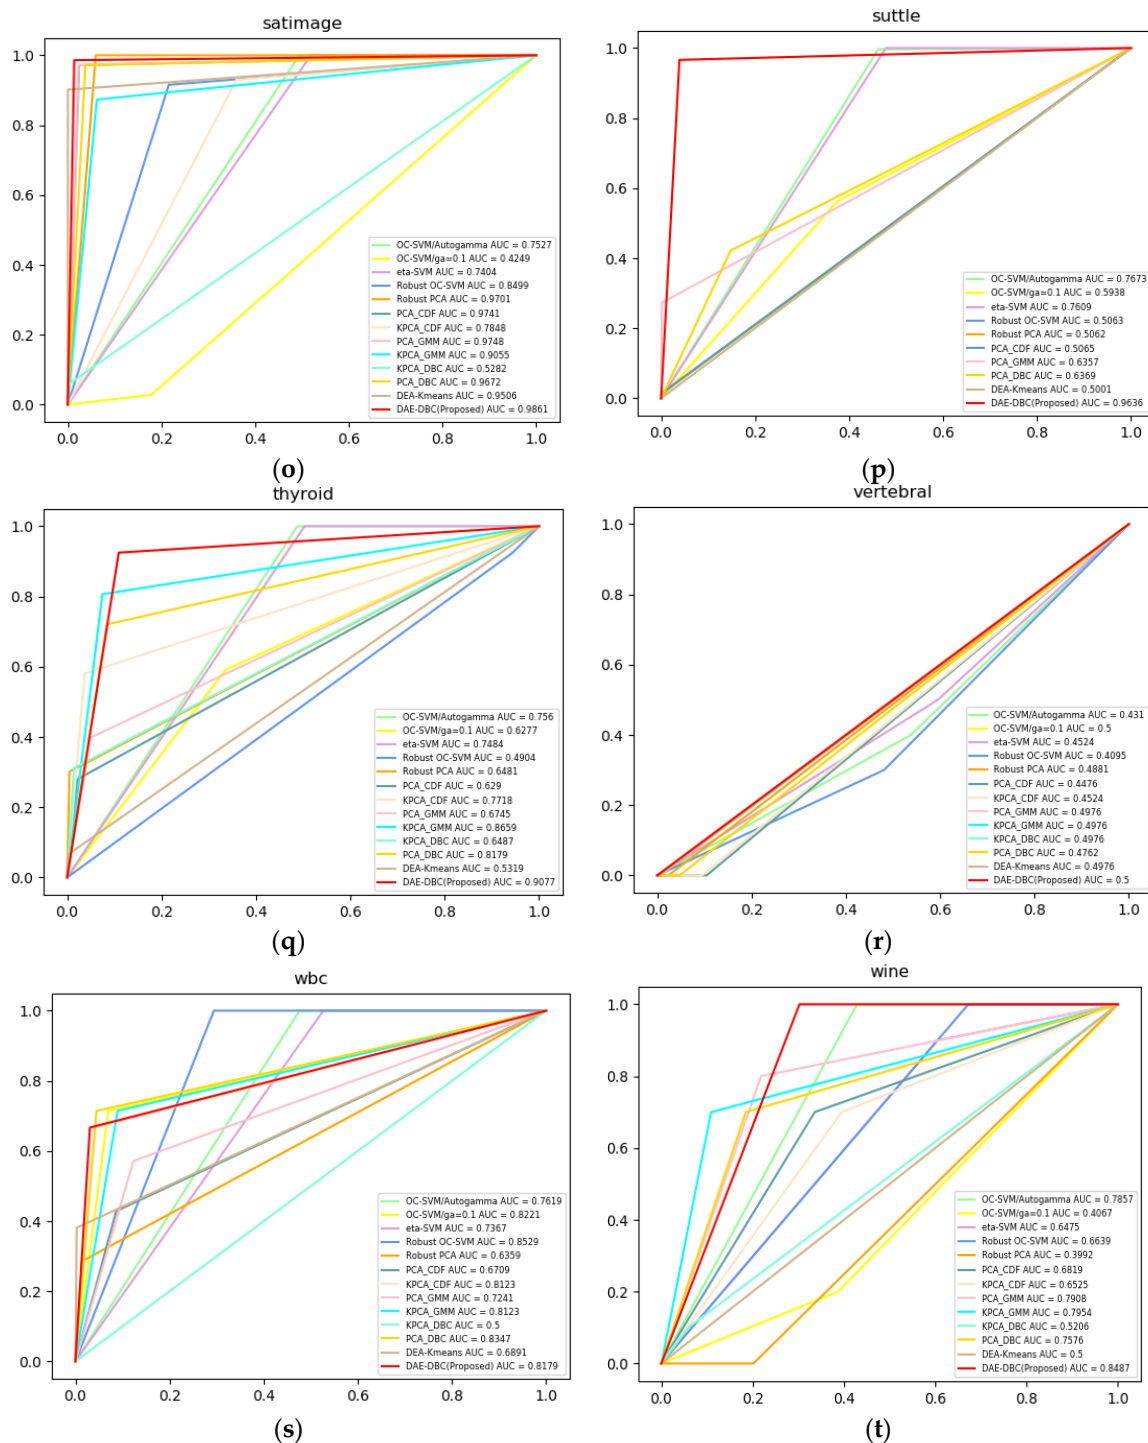 satimage
1.0
0.8
0.6
0.4
0.2
0.0
OC-SVM/Autogamma AUC = 0.7527
OC-SVM/ga=0.1 AUC = 0.4249
eta-SVM AUC = 0.7404
Robust OC-SVM AUC = 0.8499
Robust PCA AUC = 0.9701
PCA_CDF AUC = 0.9741
KPCA_CDF AUC = 0.7848
PCA_GMM AUC = 0.9748
KPCA_GMM AUC = 0.9055
KPCA_DBC AUC = 0.5282
PCA_DBC AUC = 0.9672
DEA-Kmeans AUC = 0.9506
DAE-DBC(Proposed) AUC = 0.9861
0.0 0.2 0.4 0.6 0.8 1.0
(o)
suttle
1.0
0.8
0.6
0.4
0.2
0.0
OC-SVM/Autogamma AUC = 0.7673
OC-SVM/ga=0.1 AUC = 0.5938
eta-SVM AUC = 0.7609
Robust OC-SVM AUC = 0.5063
Robust PCA AUC = 0.5062
PCA_CDF AUC = 0.5065
PCA_GMM AUC = 0.6357
PCA_DBC AUC = 0.6369
DEA-Kmeans AUC = 0.5001
DAE-DBC(Proposed) AUC = 0.9636
0.0 0.2 0.4 0.6 0.8 1.0
(p)
thyroid
1.0
0.8
0.6
0.4
0.2
0.0
OC-SVM/Autogamma AUC = 0.756
OC-SVM/ga=0.1 AUC = 0.6277
eta-SVM AUC = 0.7484
Robust OC-SVM AUC = 0.4904
Robust PCA AUC = 0.6481
PCA_CDF AUC = 0.629
KPCA_CDF AUC = 0.7718
PCA_GMM AUC = 0.6745
KPCA_GMM AUC = 0.8659
KPCA_DBC AUC = 0.6487
PCA_DBC AUC = 0.8179
DEA-Kmeans AUC = 0.5319
DAE-DBC(Proposed) AUC = 0.9077
0.0 0.2 0.4 0.6 0.8 1.0
(q)
vertebral
1.0
0.8
0.6
0.4
0.2
0.0
OC-SVM/Autogamma AUC = 0.431
OC-SVM/ga=0.1 AUC = 0.5
eta-SVM AUC = 0.4524
Robust OC-SVM AUC = 0.4095
Robust PCA AUC = 0.4881
PCA_CDF AUC = 0.4476
KPCA_CDF AUC = 0.4524
PCA_GMM AUC = 0.4976
KPCA_GMM AUC = 0.4976
KPCA_DBC AUC = 0.4976
PCA_DBC AUC = 0.4762
DEA-Kmeans AUC = 0.4976
DAE-DBC(Proposed) AUC = 0.5
0.0 0.2 0.4 0.6 0.8 1.0
(r)
wbc
1.0
0.8
0.6
0.4
0.2
0.0
OC-SVM/Autogamma AUC = 0.7619
OC-SVM/ga=0.1 AUC = 0.8221
eta-SVM AUC = 0.7367
Robust OC-SVM AUC = 0.8529
Robust PCA AUC = 0.6359
PCA_CDF AUC = 0.6709
KPCA_CDF AUC = 0.8123
PCA_GMM AUC = 0.7241
KPCA_GMM AUC = 0.8123
KPCA_DBC AUC = 0.5
PCA_DBC AUC = 0.8347
DEA-Kmeans AUC = 0.6891
DAE-DBC(Proposed) AUC = 0.8179
0.0 0.2 0.4 0.6 0.8 1.0
(s)
wine
1.0
0.8
0.6
0.4
0.2
0.0
OC-SVM/Autogamma AUC = 0.7857
OC-SVM/ga=0.1 AUC = 0.4067
eta-SVM AUC = 0.6475
Robust OC-SVM AUC = 0.6639
Robust PCA AUC = 0.3992
PCA_CDF AUC = 0.6819
KPCA_CDF AUC = 0.6525
PCA_GMM AUC = 0.7908
KPCA_GMM AUC = 0.7954
KPCA_DBC AUC = 0.5206
PCA_DBC AUC = 0.7576
DEA-Kmeans AUC = 0.5
DAE-DBC(Proposed) AUC = 0.8487
0.0 0.2 0.4 0.6 0.8 1.0
(t)